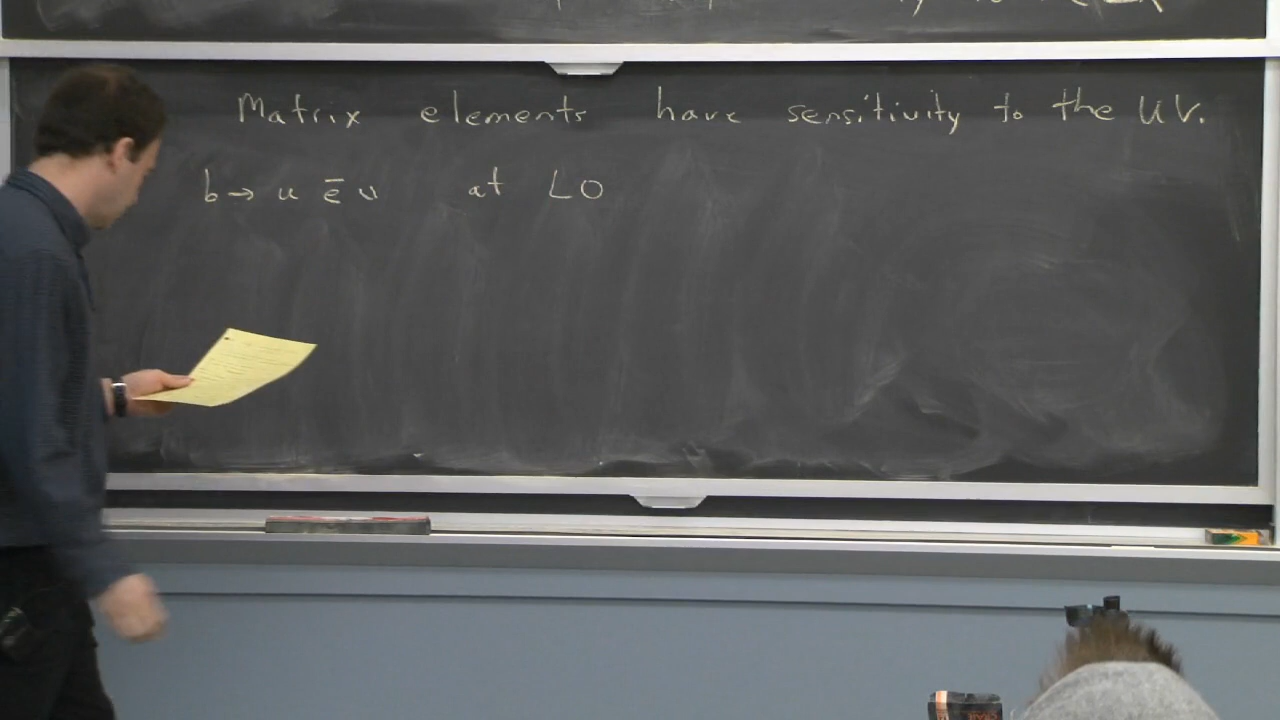 Matrix elements have sensitivity to the UV.
b → u ē ν at LO